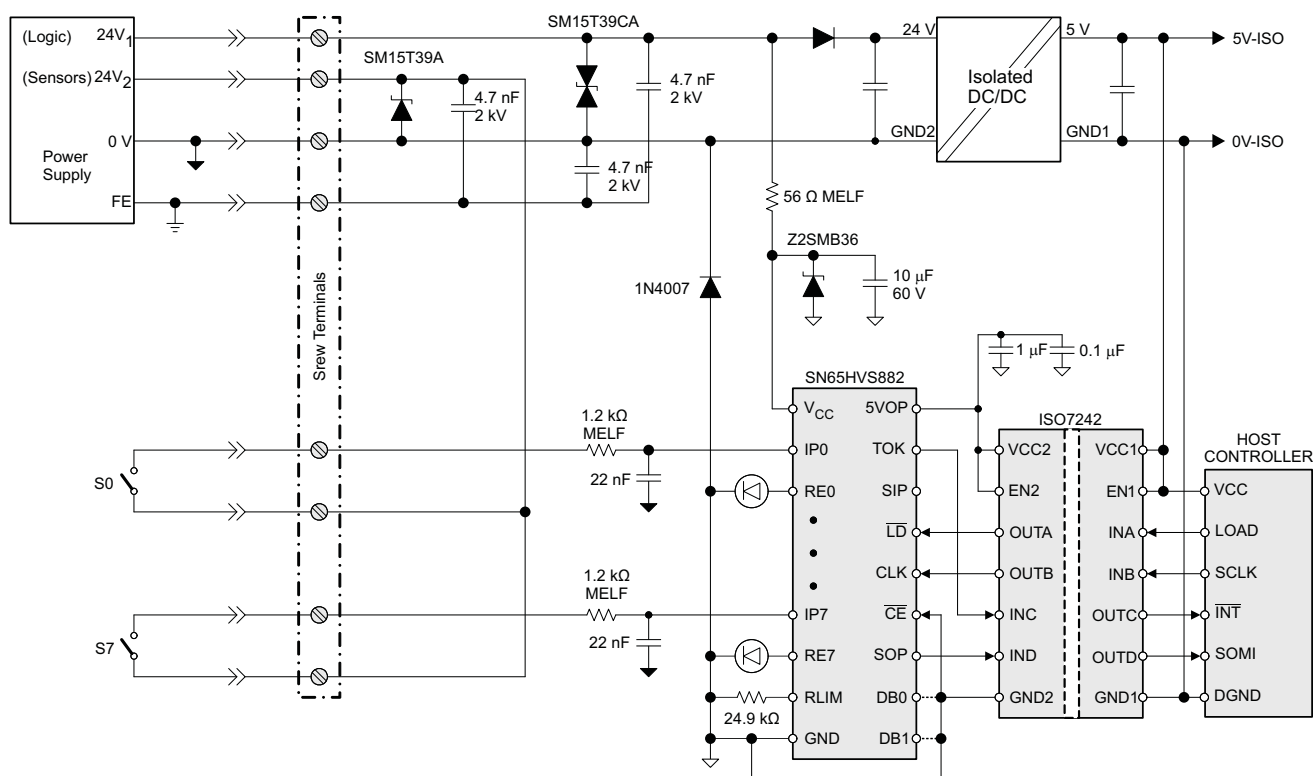 SM15T39CA
(Logic) 24V1
24 V
5 V
5V-ISO
SM15T39A
(Sensors) 24V2
4.7 nF
2 kV
4.7 nF
2 kV
Isolated
DC/DC
0 V
GND2
GND1
0V-ISO
Power
Supply
4.7 nF
2 kV
FE
56 Ω MELF
Z2SMB36
1N4007
10 μF
60 V
Srew Terminals
1 μF
0.1 μF
SN65HVS882
1.2 kΩ
MELF
VCC
5VOP
ISO7242
HOST
CONTROLLER
S0
22 nF
IP0
TOK
VCC2
VCC1
RE0
SIP
EN2
EN1
VCC
LD
OUTA
INA
LOAD
1.2 kΩ
MELF
CLK
OUTB
INB
SCLK
S7
22 nF
IP7
CE
INC
OUTC
INT
RE7
SOP
IND
OUTD
SOMI
24.9 kΩ
RLIM
DB0
GND2
GND1
DGND
GND
DB1